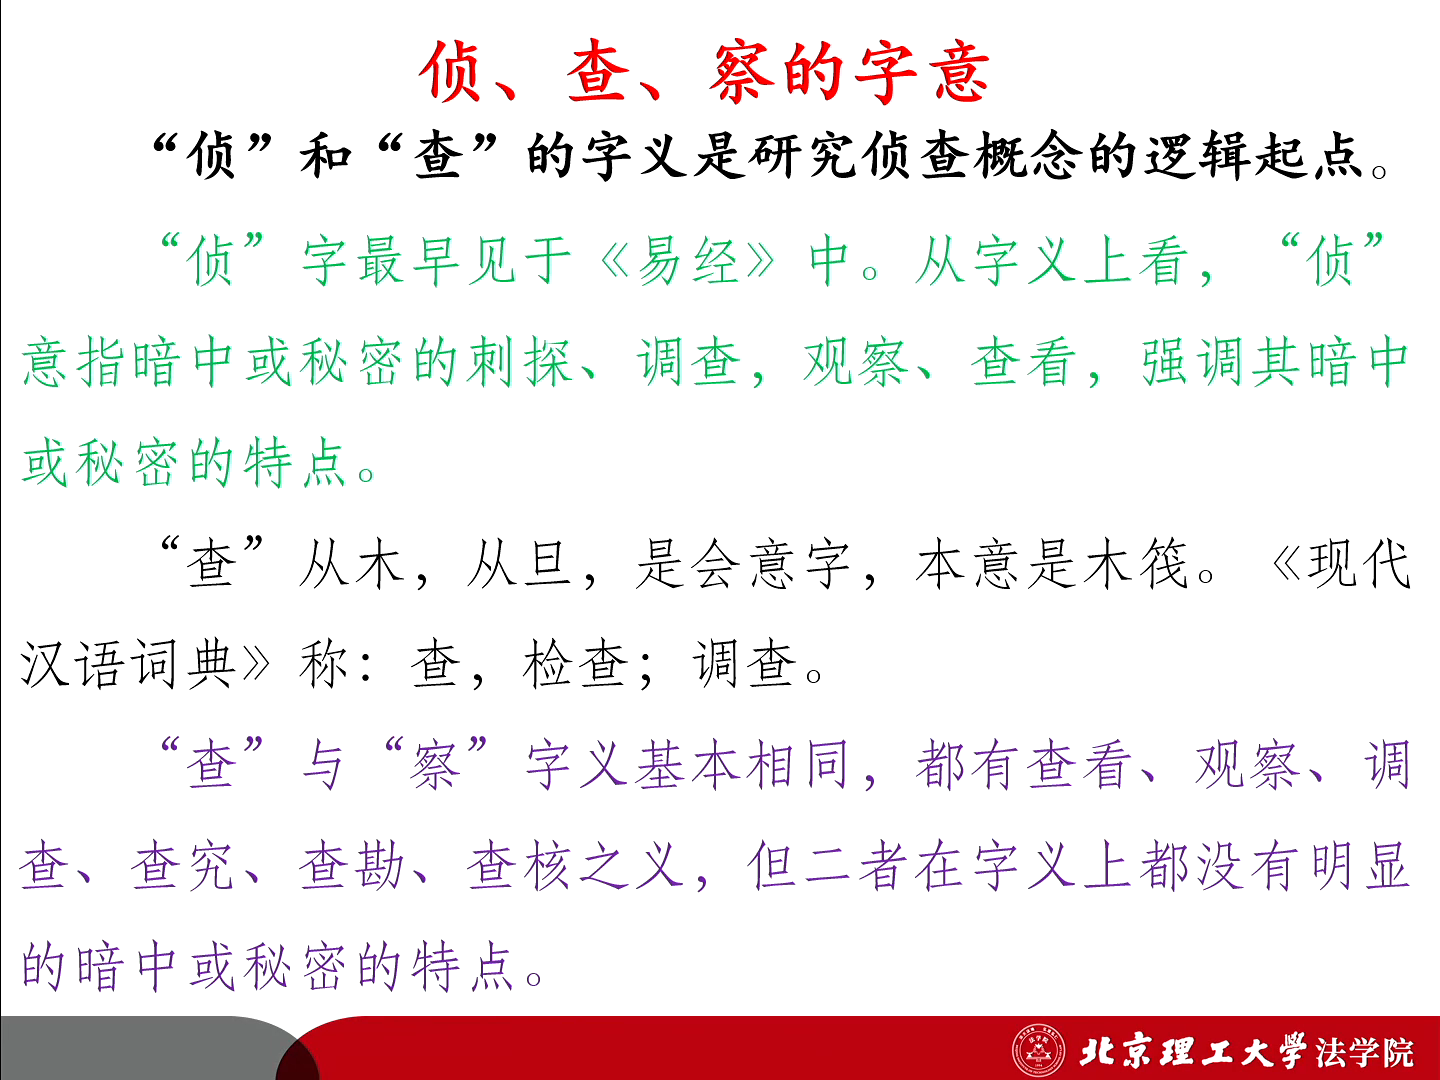 侦、查、察的字意
“侦”和“查”的字义是研究侦查概念的逻辑起点。
“侦”字最早见于《易经》中。从字义上看，“侦”
意指暗中或秘密的刺探、调查，观察、查看，强调其暗中
或秘密的特点。
“查”从木，从旦，是会意字，本意是木筏。《现代
汉语词典》称：查，检查；调查。
“查”与“察”字义基本相同，都有查看、观察、调
查、查究、查勘、查核之义，但二者在字义上都没有明显
的暗中或秘密的特点。
北京理工大学法学院